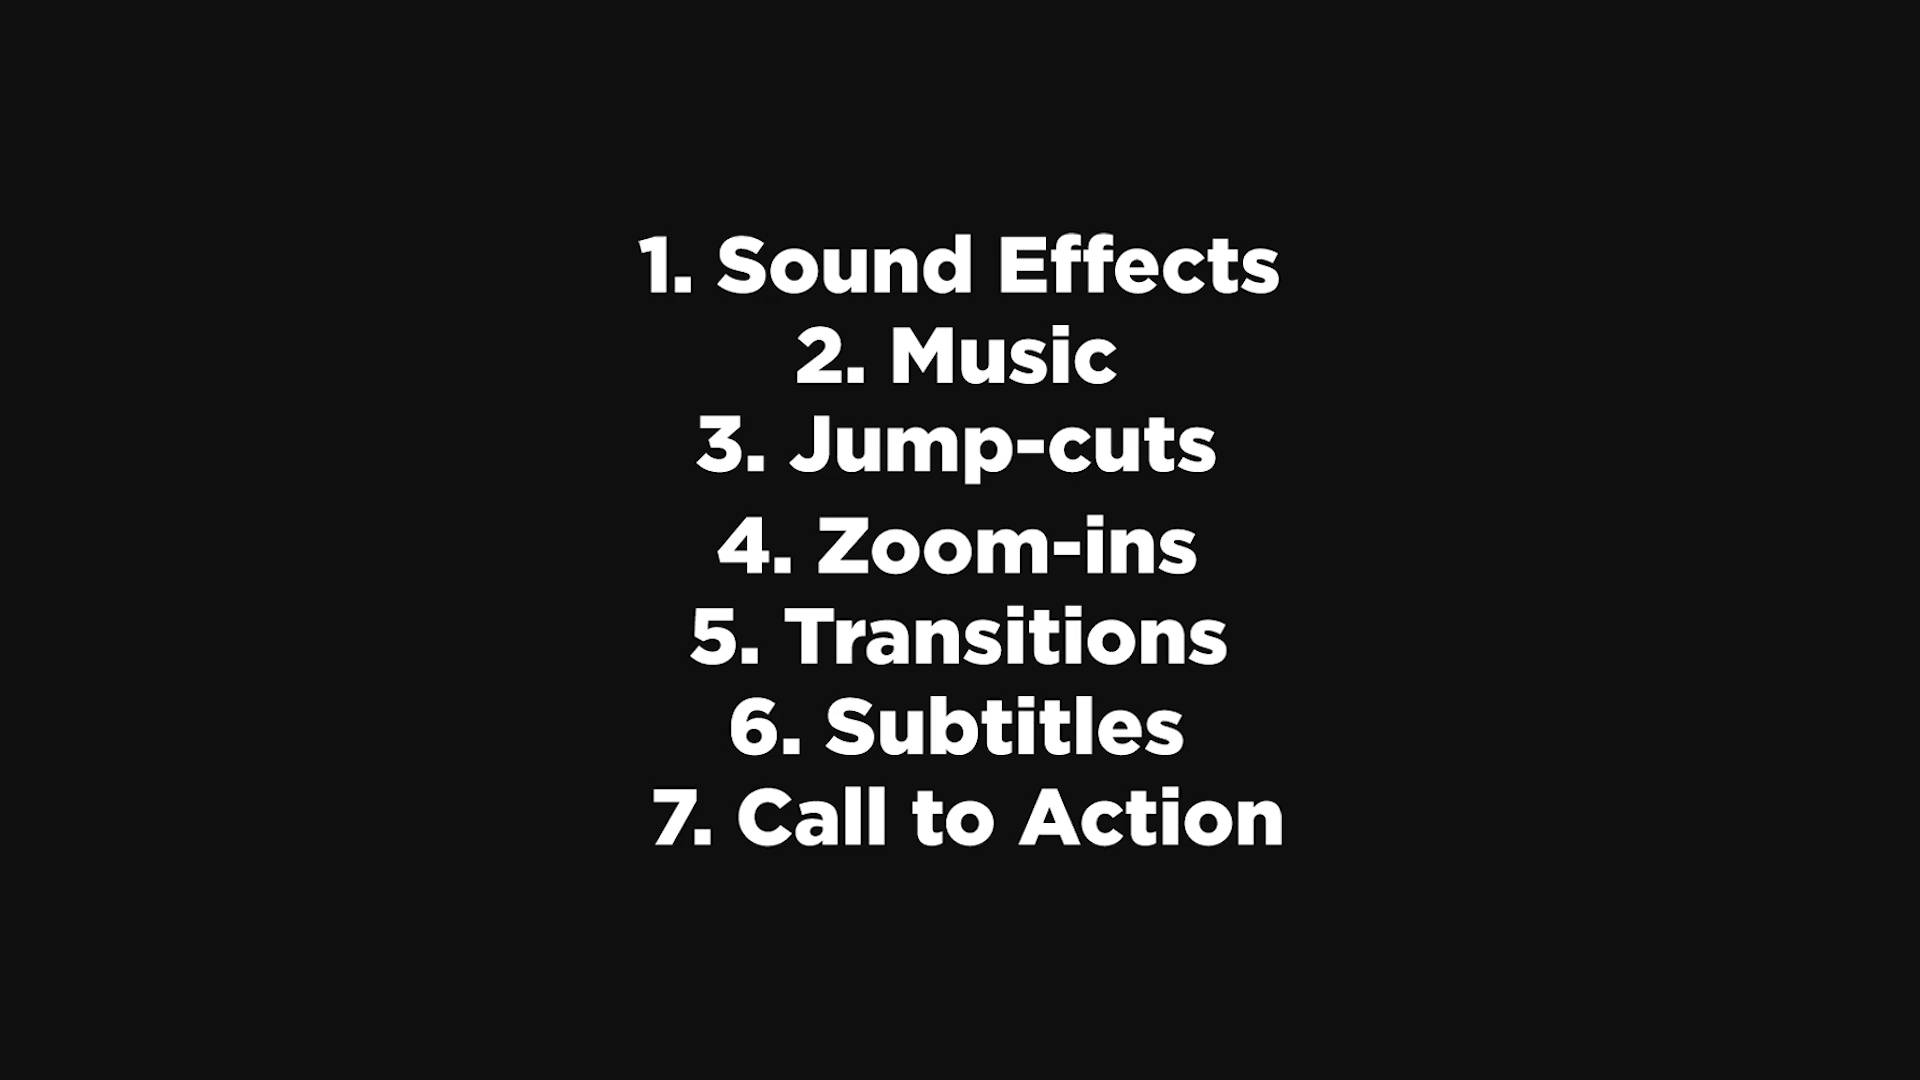 1. Sound Effects
2. Music
3. Jump-cuts
4. Zoom-ins
5. Transitions
6. Subtitles
7. Call to Action